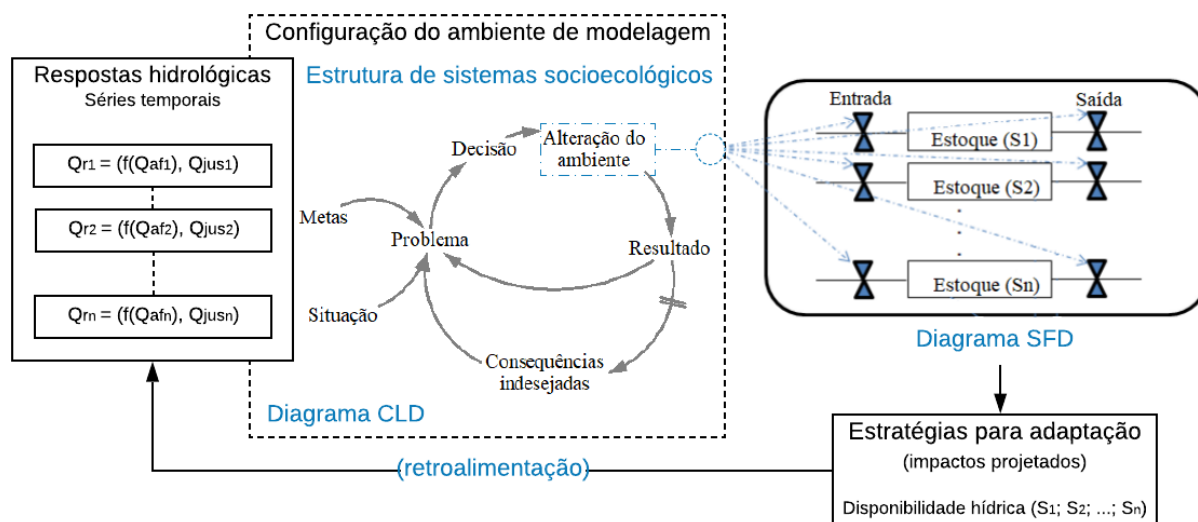 Configuração do ambiente de modelagem
Respostas hidrológicas
Séries temporais
Qr1 = (f(Qaf1), Qjus1)
Qr2 = (f(Qaf2), Qjus2)
Qrn = (f(Qafn), Qjusn)
Estrutura de sistemas socioecológicos
Decisão
Alteração do
ambiente
Metas
Problema
Resultado
Situação
Consequências
indesejadas
Diagrama CLD
Entrada
Saída
Estoque (S1)
Estoque (S2)
Estoque (Sn)
Diagrama SFD
Estratégias para adaptação
(impactos projetados)
Disponibilidade hídrica (S1; S2; ...; Sn)
(retroalimentação)